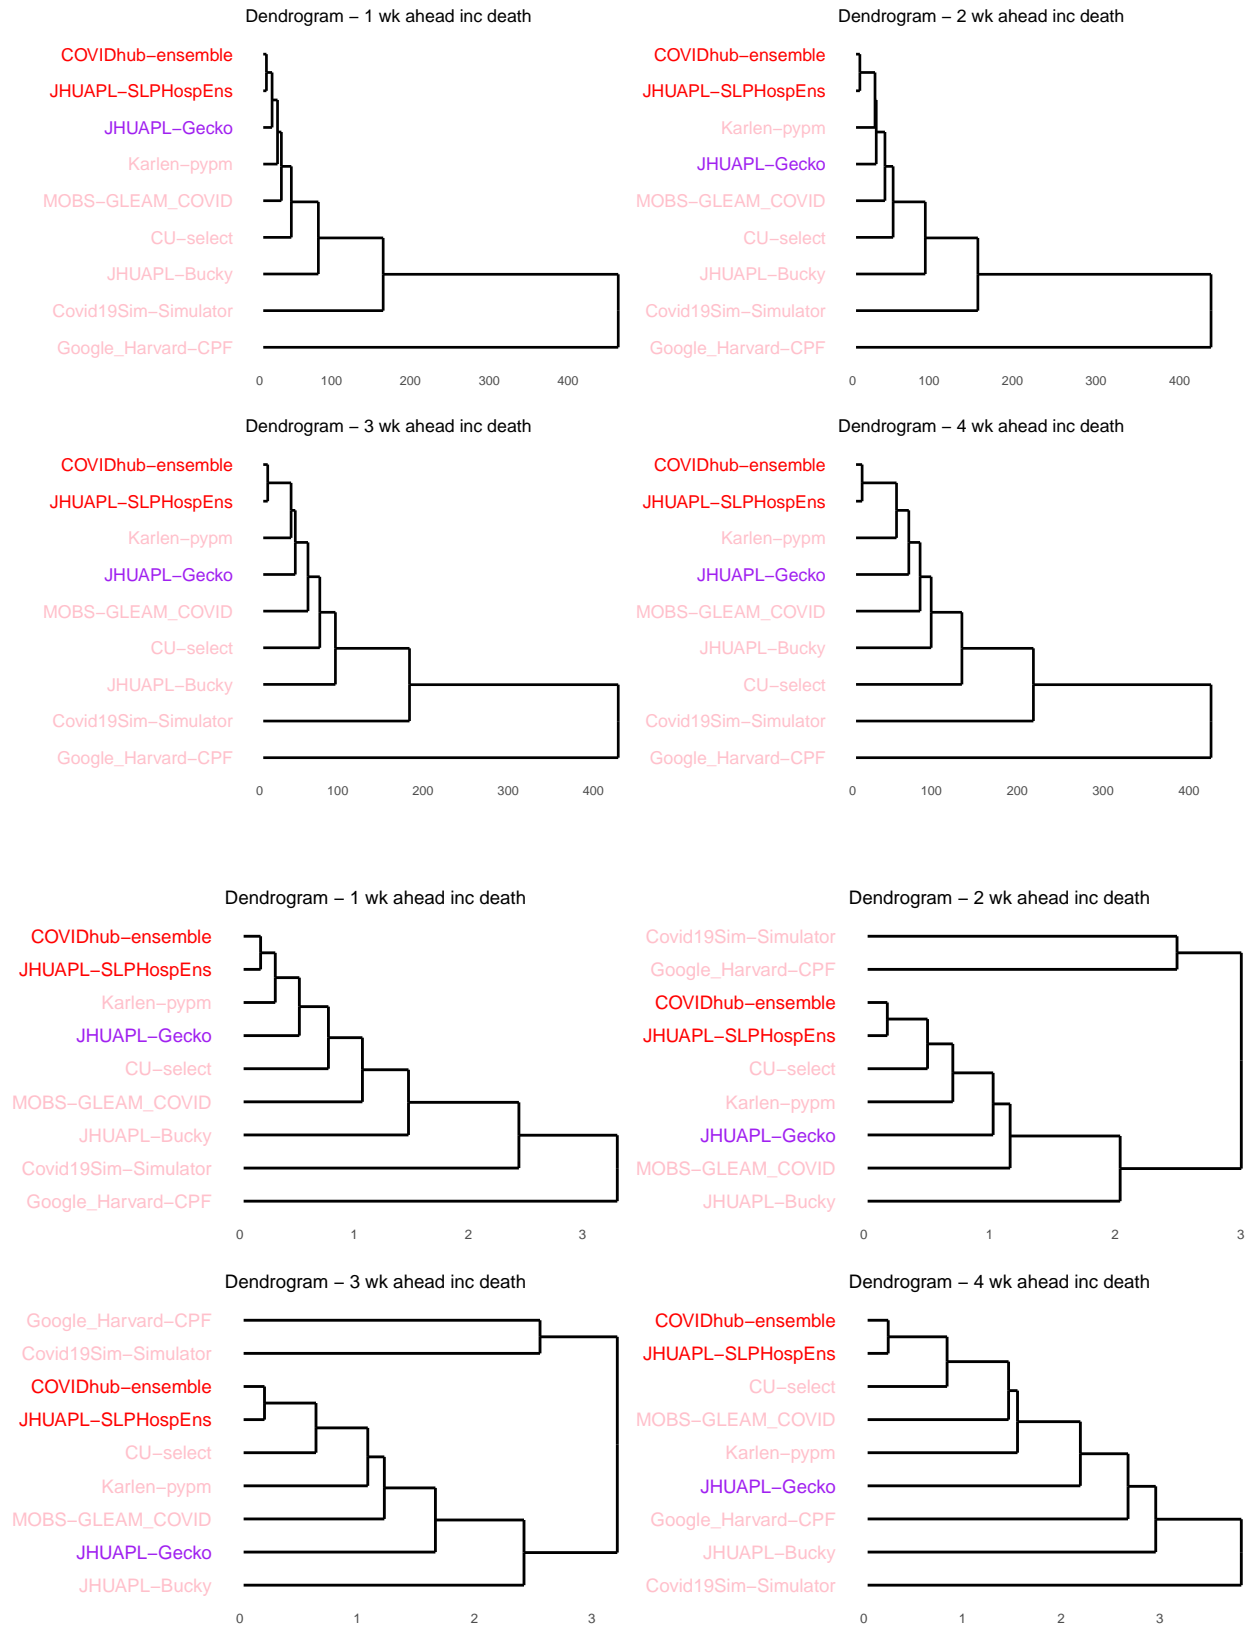 Dendrogram − 1 wk ahead inc death
COVIDhub−ensemble
JHUAPL−SLPHospEns
JHUAPL−Gecko
Karlen−pypm
MOBS−GLEAM_COVID
CU−select
JHUAPL−Bucky
Covid19Sim−Simulator
Google_Harvard−CPF
0 100 200 300 400
Dendrogram − 2 wk ahead inc death
COVIDhub−ensemble
JHUAPL−SLPHospEns
Karlen−pypm
JHUAPL−Gecko
MOBS−GLEAM_COVID
CU−select
JHUAPL−Bucky
Covid19Sim−Simulator
Google_Harvard−CPF
0 100 200 300 400
Dendrogram − 3 wk ahead inc death
COVIDhub−ensemble
JHUAPL−SLPHospEns
Karlen−pypm
JHUAPL−Gecko
MOBS−GLEAM_COVID
CU−select
JHUAPL−Bucky
Covid19Sim−Simulator
Google_Harvard−CPF
0 100 200 300 400
Dendrogram − 4 wk ahead inc death
COVIDhub−ensemble
JHUAPL−SLPHospEns
Karlen−pypm
JHUAPL−Gecko
MOBS−GLEAM_COVID
JHUAPL−Bucky
CU−select
Covid19Sim−Simulator
Google_Harvard−CPF
0 100 200 300 400
Dendrogram − 1 wk ahead inc death
COVIDhub−ensemble
JHUAPL−SLPHospEns
Karlen−pypm
JHUAPL−Gecko
CU−select
MOBS−GLEAM_COVID
JHUAPL−Bucky
Covid19Sim−Simulator
Google_Harvard−CPF
0 1 2 3
Dendrogram − 2 wk ahead inc death
Covid19Sim−Simulator
Google_Harvard−CPF
COVIDhub−ensemble
JHUAPL−SLPHospEns
CU−select
Karlen−pypm
JHUAPL−Gecko
MOBS−GLEAM_COVID
JHUAPL−Bucky
0 1 2 3
Dendrogram − 3 wk ahead inc death
Google_Harvard−CPF
Covid19Sim−Simulator
COVIDhub−ensemble
JHUAPL−SLPHospEns
CU−select
Karlen−pypm
MOBS−GLEAM_COVID
JHUAPL−Gecko
JHUAPL−Bucky
0 1 2 3
Dendrogram − 4 wk ahead inc death
COVIDhub−ensemble
JHUAPL−SLPHospEns
CU−select
MOBS−GLEAM_COVID
Karlen−pypm
JHUAPL−Gecko
Google_Harvard−CPF
JHUAPL−Bucky
Covid19Sim−Simulator
0 1 2 3